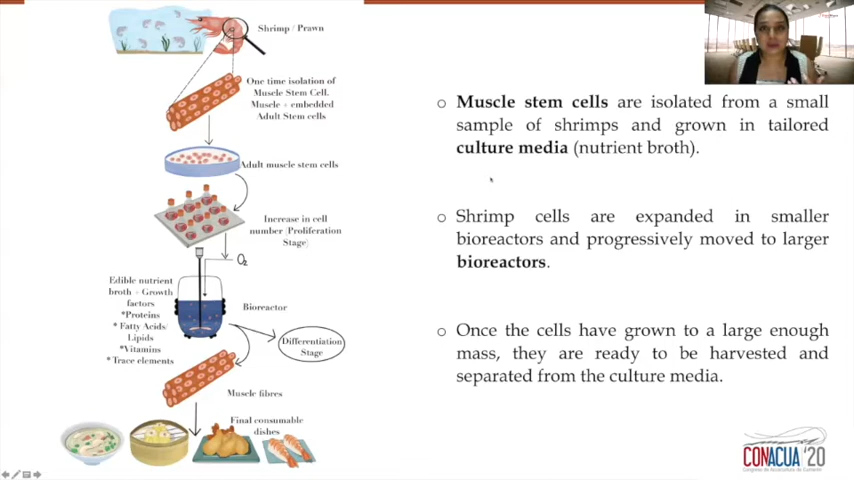 Shrimp / Prawn
One time isolation of
Muscle Stem Cell.
Muscle + embedded
Adult Stem cells
Adult muscle stem cells
Increase in cell
number (Proliferation
Stage)
O₂
Edible nutrient
broth + Growth
factors
*Proteins
* Fatty Acids/
Lipids
*Vitamins
* Trace elements
Bioreactor
Differentiation
Stage
Muscle fibres
Final consumable
dishes
o Muscle stem cells are isolated from a small
sample of shrimps and grown in tailored
culture media (nutrient broth).
o Shrimp cells are expanded in smaller
bioreactors and progressively moved to larger
bioreactors.
o Once the cells have grown to a large enough
mass, they are ready to be harvested and
separated from the culture media.
CONACUA '20